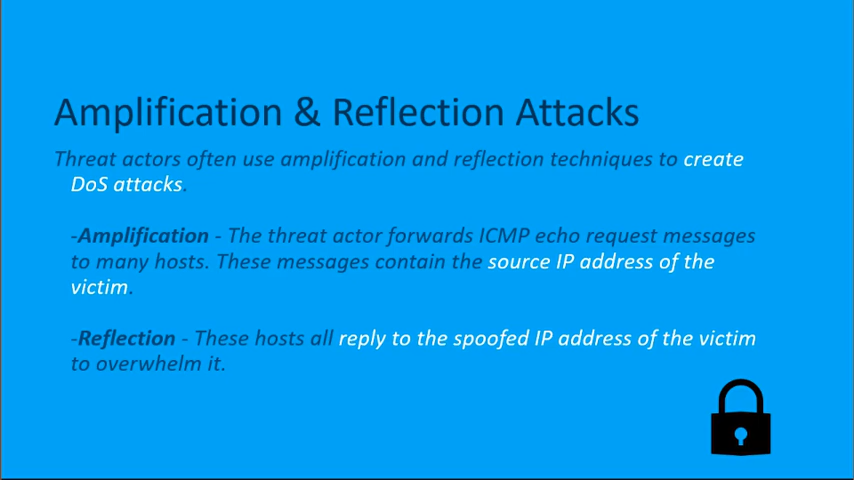 Amplification & Reflection Attacks
Threat actors often use amplification and reflection techniques to create
DoS attacks.
-Amplification - The threat actor forwards ICMP echo request messages
to many hosts. These messages contain the source IP address of the
victim.
-Reflection - These hosts all reply to the spoofed IP address of the victim
to overwhelm it.